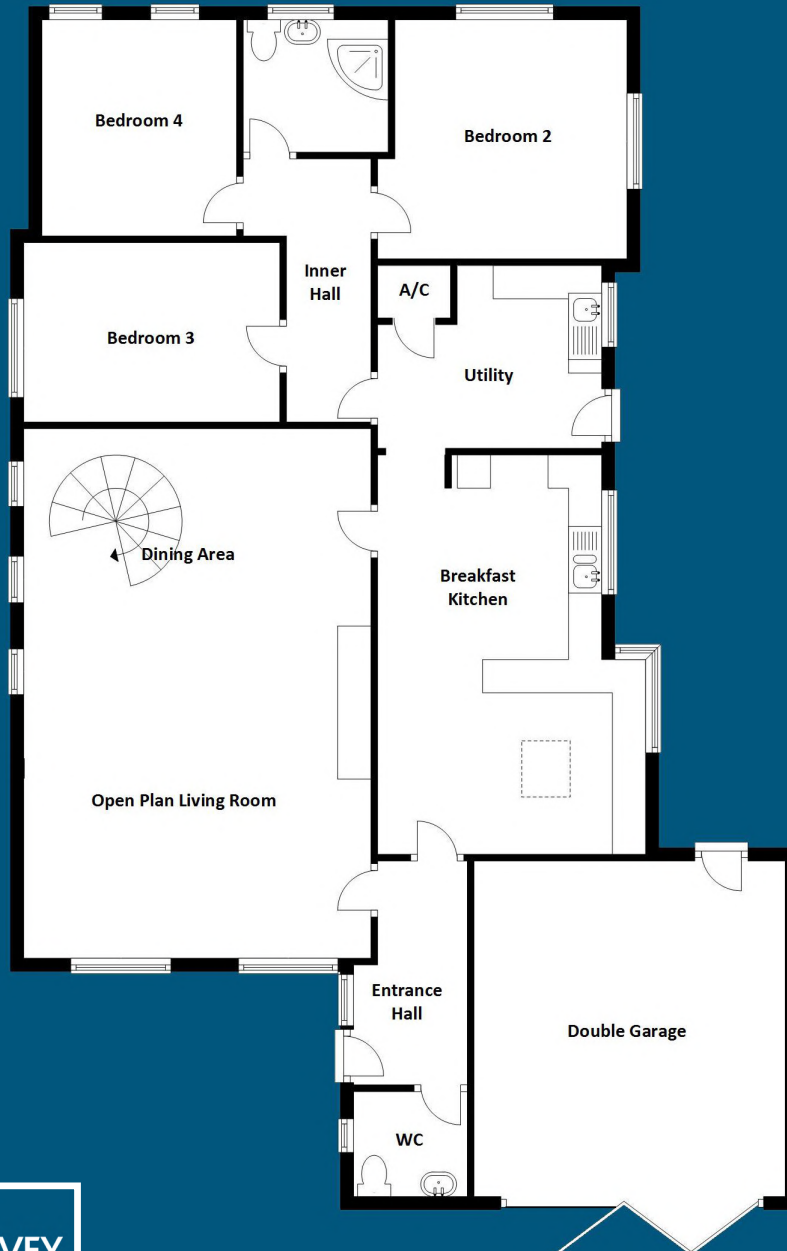 Bedroom 4
Bedroom 2
Inner
Hall
A/C
Bedroom 3
Utility
Dining Area
Breakfast
Kitchen
Open Plan Living Room
Entrance
Hall
Double Garage
WC